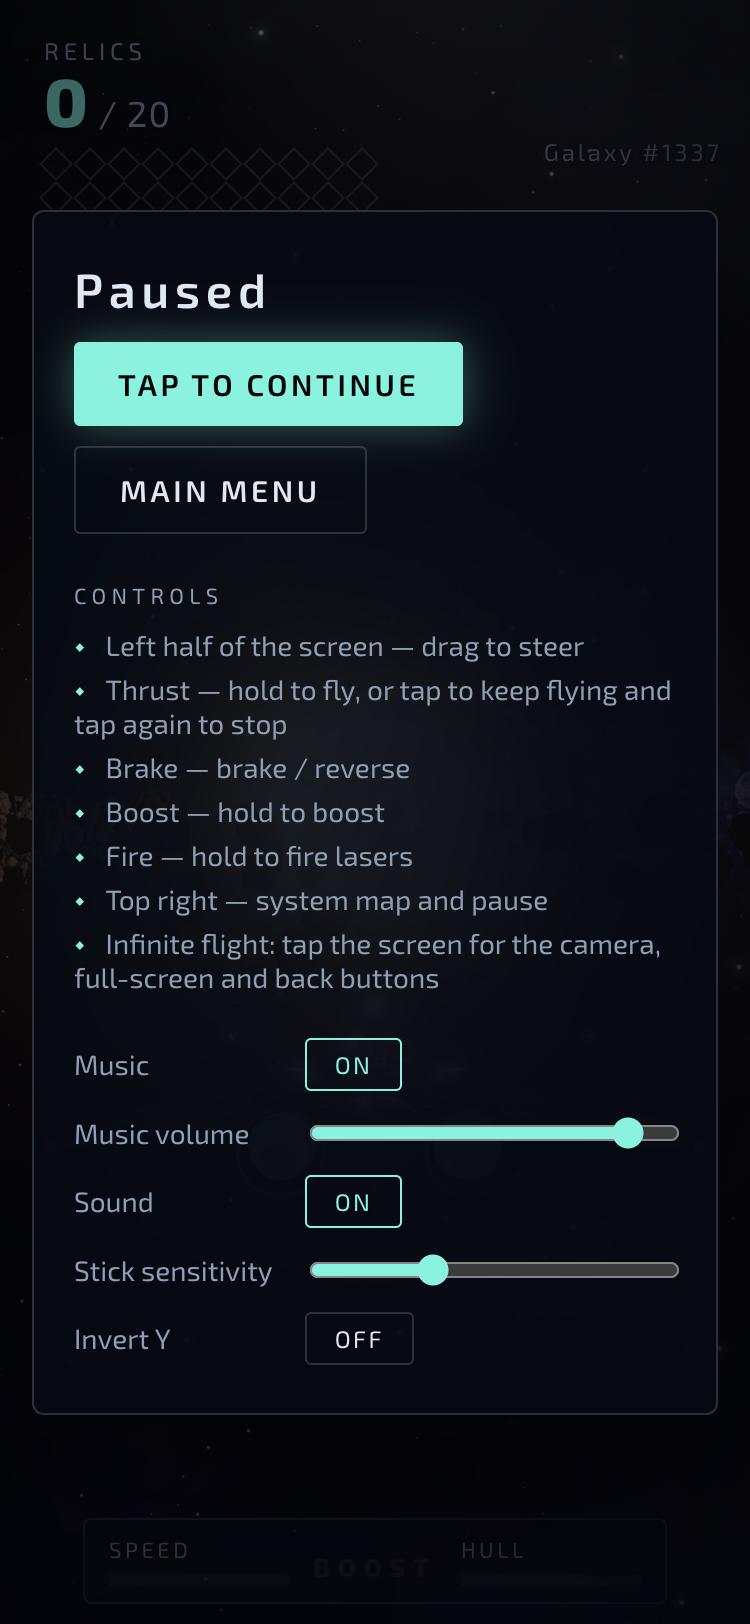 RELICS
0 / 20
Galaxy #1337
Paused
TAP TO CONTINUE
MAIN MENU
CONTROLS
Left half of the screen — drag to steer
Thrust — hold to fly, or tap to keep flying and
tap again to stop
Brake — brake / reverse
Boost — hold to boost
Fire — hold to fire lasers
Top right — system map and pause
Infinite flight: tap the screen for the camera,
full-screen and back buttons
Music ON
Music volume
Sound ON
Stick sensitivity
Invert Y OFF
SPEED BOOST HULL